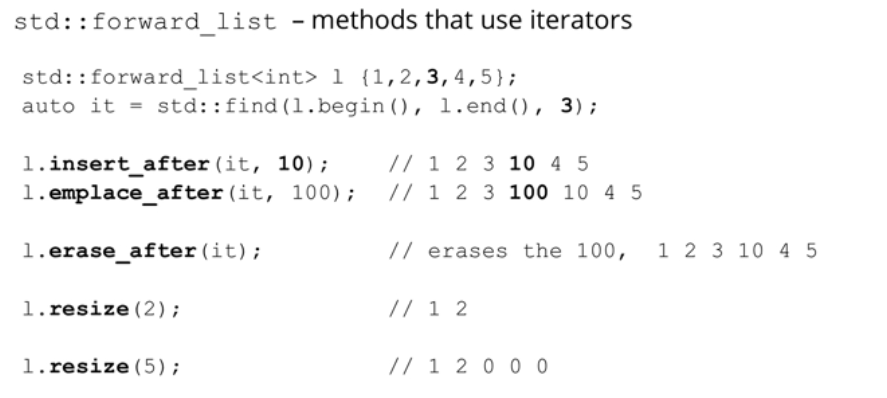 std::forward_list – methods that use iterators
std::forward_list<int> l {1,2,3,4,5};
auto it = std::find(l.begin(), l.end(), 3);
l.insert_after(it, 10); // 1 2 3 10 4 5
l.emplace_after(it, 100); // 1 2 3 100 10 4 5
l.erase_after(it); // erases the 100, 1 2 3 10 4 5
l.resize(2); // 1 2
l.resize(5); // 1 2 0 0 0